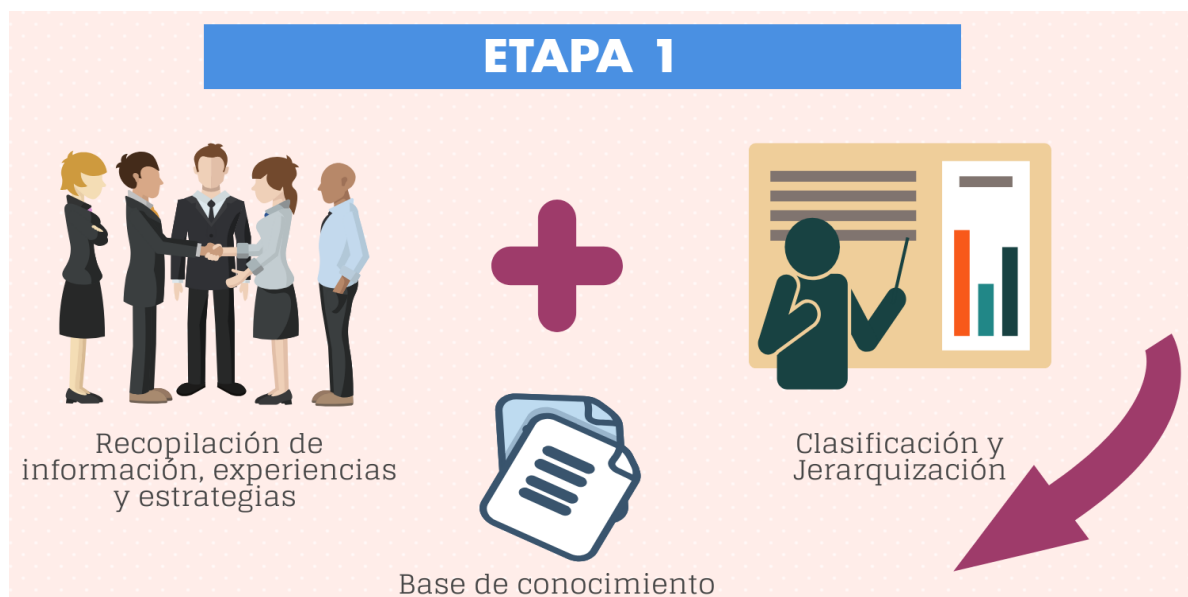 ETAPA 1
Recopilación de
información, experiencias
y estrategias
Clasificación y
Jerarquización
Base de conocimiento